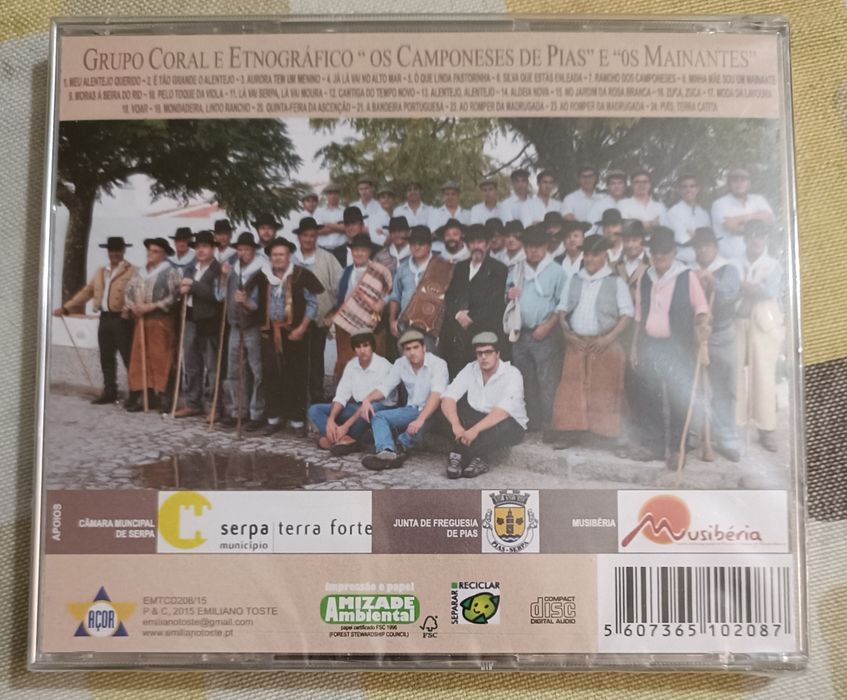 GRUPO CORAL E ETNOGRÁFICO " OS CAMPONESES DE PIAS" E "OS MAINANTES"
1. MEU ALENTEJO QUERIDO - 2. É TÃO GRANDE O ALENTEJO - 3. AURORA TEM UM MENINO - 4. JÁ LÁ VAI NO ALTO MAR - 5. Ó QUE LINDA PASTORINHA - 6. SILVA QUE ESTÁS ENLEADA - 7. RANCHO DOS CAMPONESES - 8. MINHA MÃE SOU UM MAINANTE
9. MORAS À BEIRA DO RIO - 10. PELO TOQUE DA VIOLA - 11. LÁ VAI SERPA, LÁ VAI MOURA - 12. CANTIGA DO TEMPO NOVO - 13. ALENTEJO, ALENTEJO - 14. ALDEIA NOVA - 15. NO JARDIM DA ROSA BRANCA - 16. ZUCA, ZUCA - 17. MODA DA LAVOURA
18. VOAR - 19. MONDADEIRA, LINDO RANCHO - 20. QUINTA-FEIRA DA ASCENÇÃO - 21. A BANDEIRA PORTUGUESA - 22. AO ROMPER DA MADRUGADA - 23. AO ROMPER DA MADRUGADA - 24. PIAS, TERRA CATITA
APOIOS
CÂMARA MUNCIPAL
DE SERPA
serpa terra forte
município
JUNTA DE FREGUESIA
DE PIAS
PIAS-SERPA
MUSIBÉRIA
Musibéria
AÇOR
EMTCD208/15
P & C, 2015 EMILIANO TOSTE
emilianotoste@gmail.com
www.emilianotoste.pt
impressão e papel
AMIZADE
Ambiental
papel certificado FSC 1996
(FOREST STEWARDSHIP COUNCIL)
FSC
SEPARAR
RECICLAR
COMPACT
disc
DIGITAL AUDIO
5 607365 102087